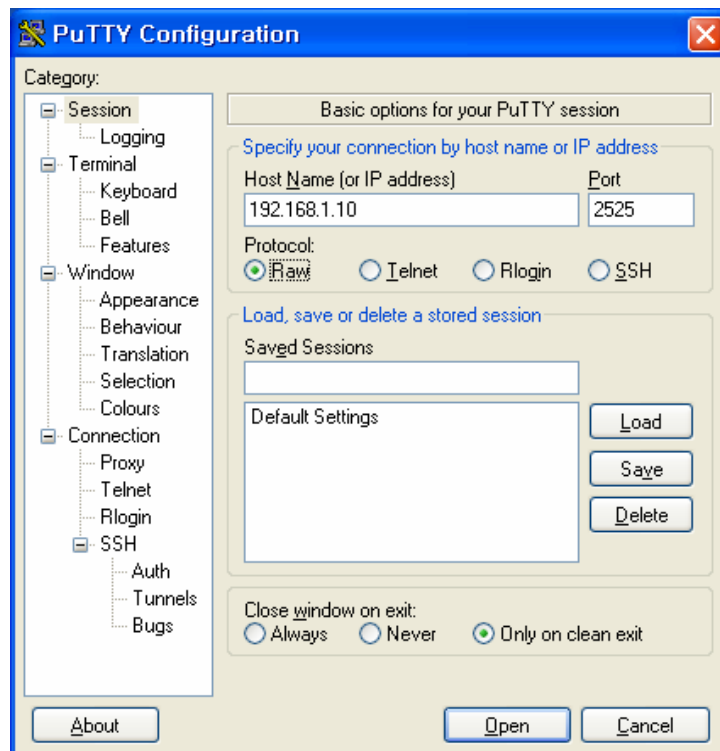 PuTTY Configuration
Category:
Session
Logging
Terminal
Keyboard
Bell
Features
Window
Appearance
Behaviour
Translation
Selection
Colours
Connection
Proxy
Telnet
Rlogin
SSH
Auth
Tunnels
Bugs
Basic options for your PuTTY session
Specify your connection by host name or IP address
Host Name (or IP address) Port
192.168.1.10 2525
Protocol:
Raw Telnet Rlogin SSH
Load, save or delete a stored session
Saved Sessions
Default Settings
Load
Save
Delete
Close window on exit:
Always Never Only on clean exit
About Open Cancel